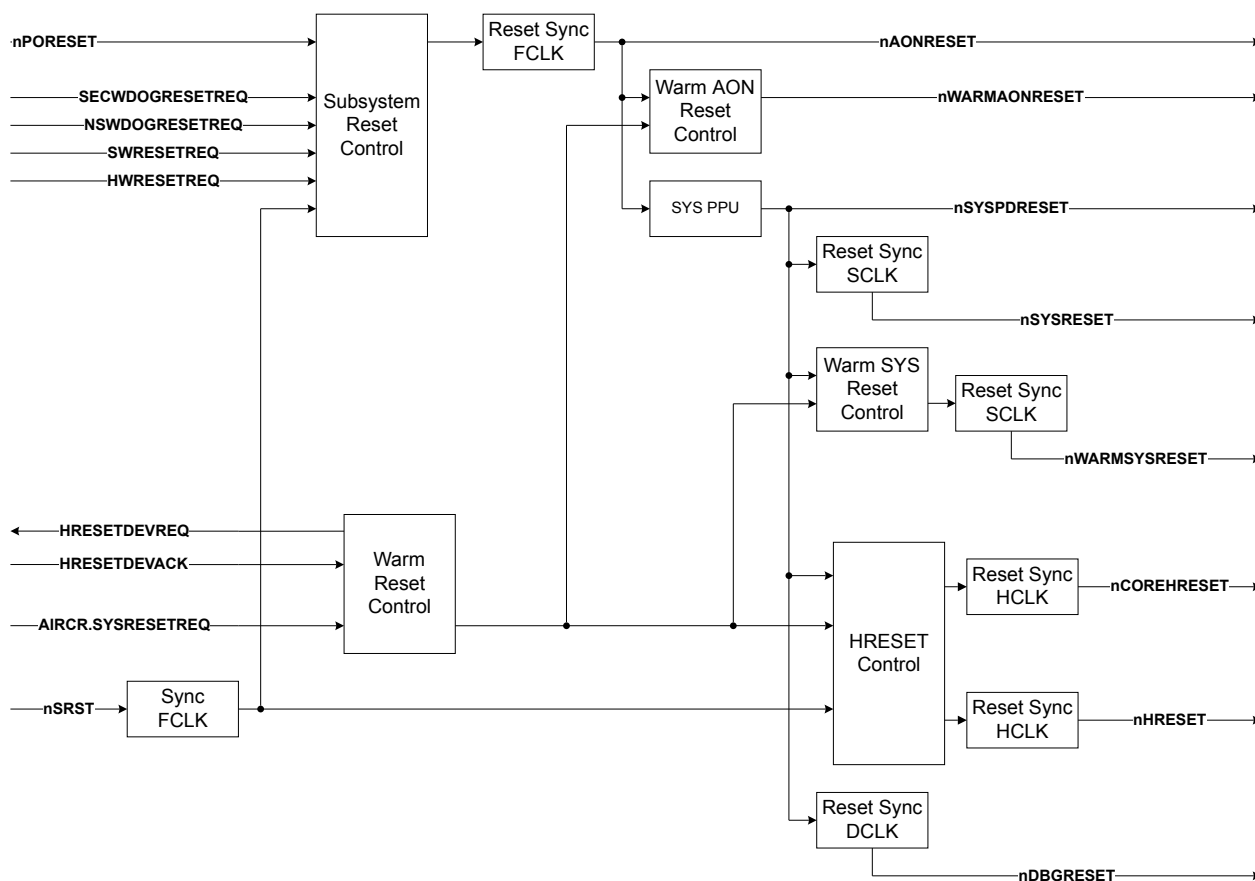 nPORESET
SECWDOGRESETREQ
NSWDOGRESETREQ
SWRESETREQ
HWRESETREQ
Subsystem
Reset
Control
Reset Sync
FCLK
nAONRESET
Warm AON
Reset
Control
nWARMAONRESET
SYS PPU
nSYSPDRESET
Reset Sync
SCLK
nSYSRESET
Warm SYS
Reset
Control
Reset Sync
SCLK
nWARMSYSRESET
HRESETDEVREQ
HRESETDEVACK
AIRCR.SYSRESETREQ
Warm
Reset
Control
nSRST
Sync
FCLK
HRESET
Control
Reset Sync
HCLK
nCOREHRESET
Reset Sync
HCLK
nHRESET
Reset Sync
DCLK
nDBGRESET